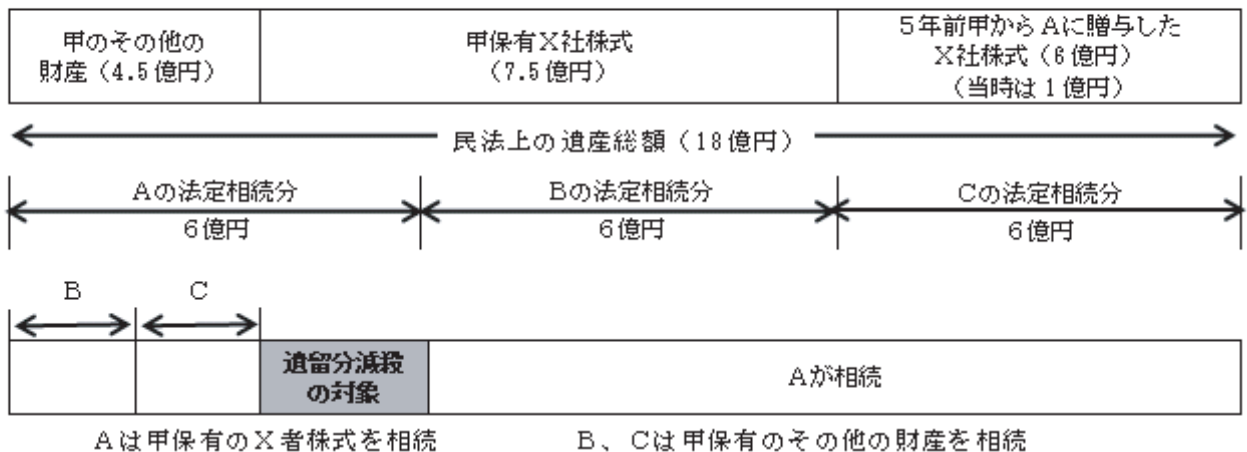 甲のその他の
財産（4.5億円）
甲保有X社株式
（7.5億円）
5年前甲からAに贈与した
X社株式（6億円）
（当時は1億円）
民法上の遺産総額（18億円）
Aの法定相続分
6億円
Bの法定相続分
6億円
Cの法定相続分
6億円
B
C
遺留分減殺
の対象
Aが相続
Aは甲保有のX者株式を相続
B、Cは甲保有のその他の財産を相続